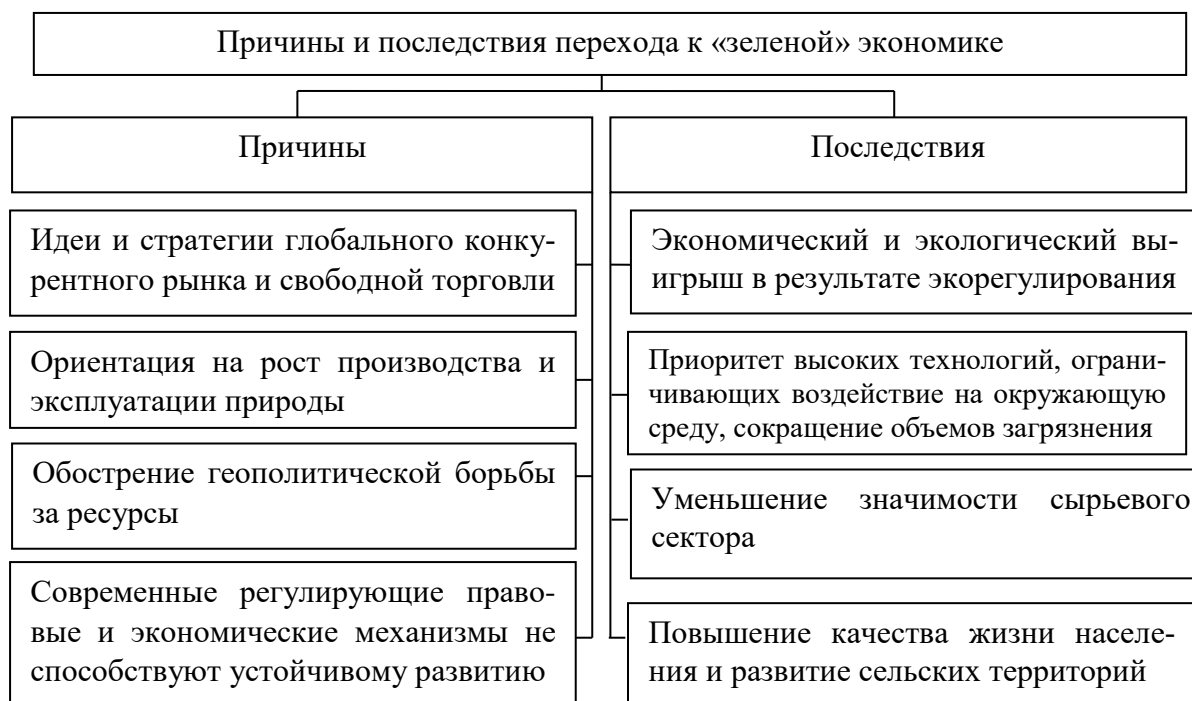 Причины и последствия перехода к «зеленой» экономике
Причины
Идеи и стратегии глобального конку-
рентного рынка и свободной торговли
Ориентация на рост производства и
эксплуатации природы
Обострение геополитической борьбы
за ресурсы
Современные регулирующие право-
вые и экономические механизмы не
способствуют устойчивому развитию
Последствия
Экономический и экологический вы-
игрыш в результате экорегулирования
Приоритет высоких технологий, ограни-
чивающих воздействие на окружающую
среду, сокращение объемов загрязнения
Уменьшение значимости сырьевого
сектора
Повышение качества жизни населе-
ния и развитие сельских территорий